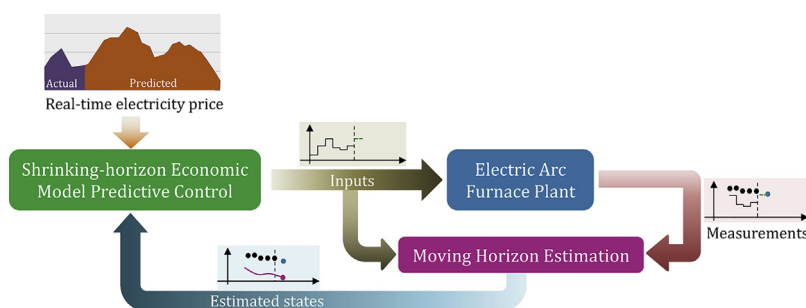 Actual Predicted
Real-time electricity price
Shrinking-horizon Economic
Model Predictive Control
Inputs
Electric Arc
Furnace Plant
Measurements
Moving Horizon Estimation
Estimated states